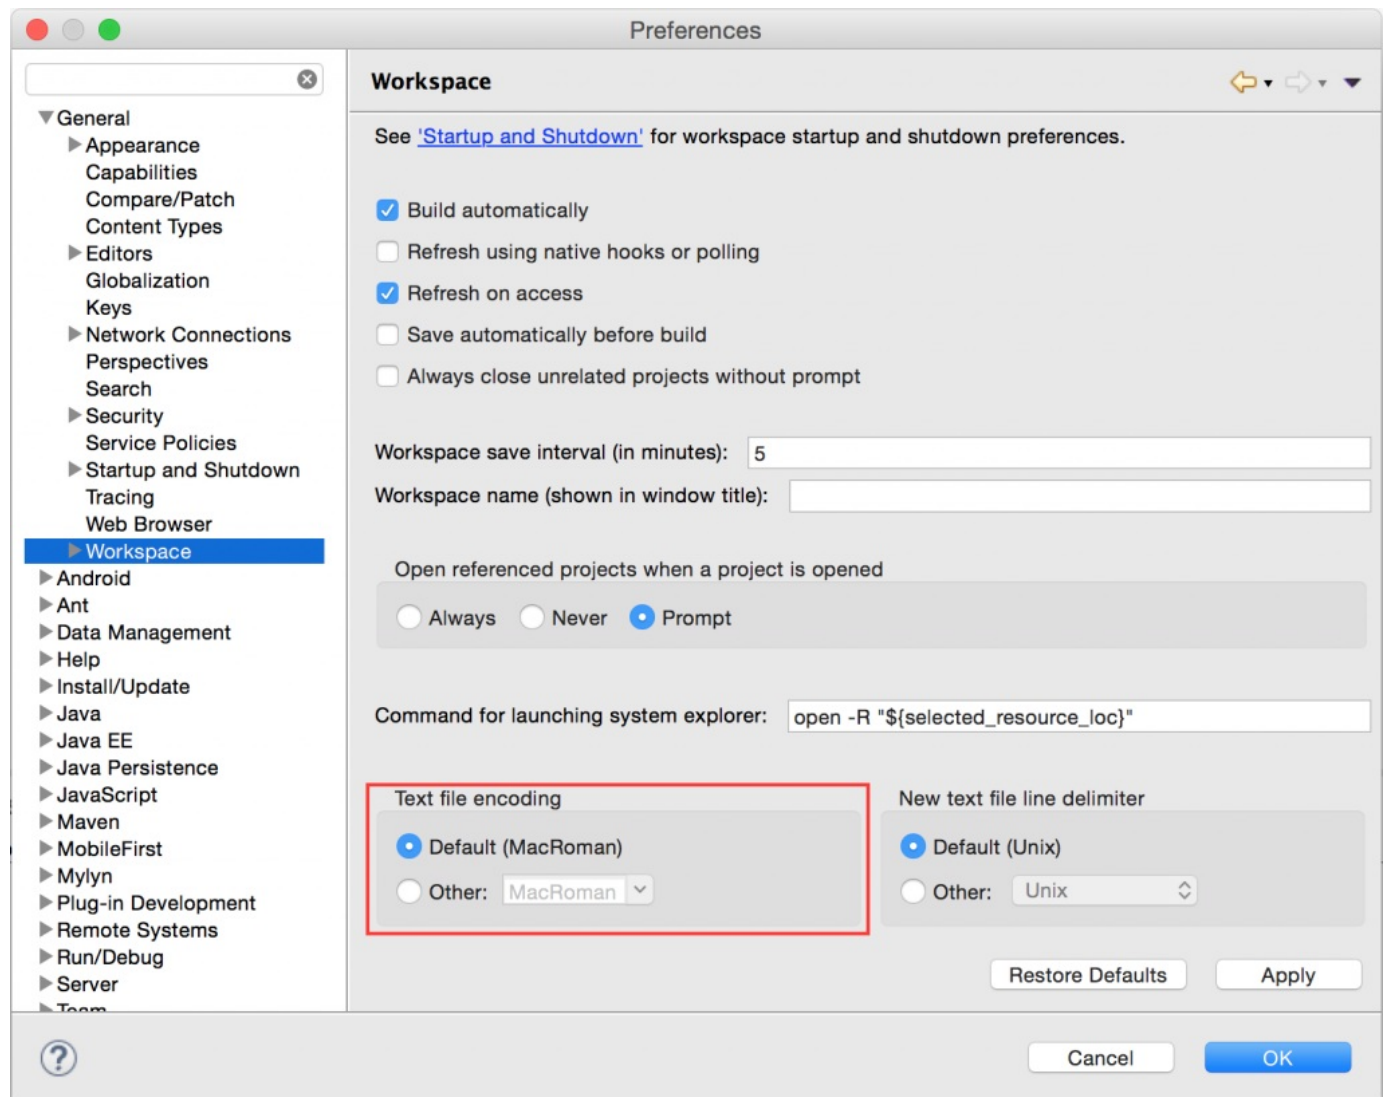 Preferences
General
Appearance
Capabilities
Compare/Patch
Content Types
Editors
Globalization
Keys
Network Connections
Perspectives
Search
Security
Service Policies
Startup and Shutdown
Tracing
Web Browser
Workspace
Android
Ant
Data Management
Help
Install/Update
Java
Java EE
Java Persistence
JavaScript
Maven
MobileFirst
Mylyn
Plug-in Development
Remote Systems
Run/Debug
Server
Team
Workspace
See 'Startup and Shutdown' for workspace startup and shutdown preferences.
Build automatically
Refresh using native hooks or polling
Refresh on access
Save automatically before build
Always close unrelated projects without prompt
Workspace save interval (in minutes): 5
Workspace name (shown in window title):
Open referenced projects when a project is opened
Always Never Prompt
Command for launching system explorer: open -R "${selected_resource_loc}"
Text file encoding
Default (MacRoman)
Other: MacRoman
New text file line delimiter
Default (Unix)
Other: Unix
Restore Defaults Apply
? Cancel OK